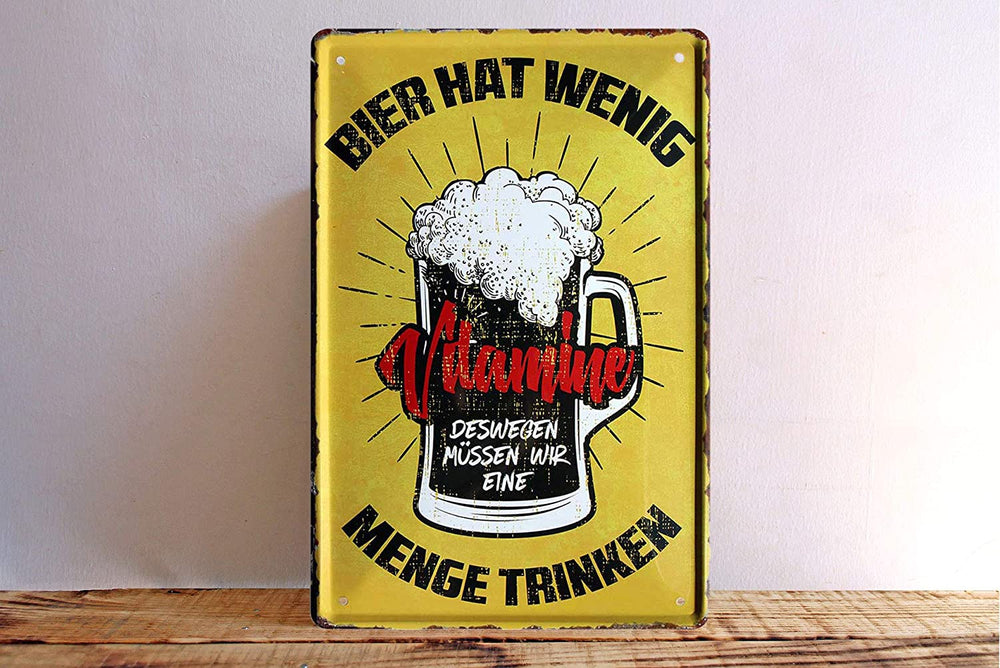 BIER HAT WENIG
Vitamine
DESWEGEN
MÜSSEN WIR
EINE
MENGE TRINKEN